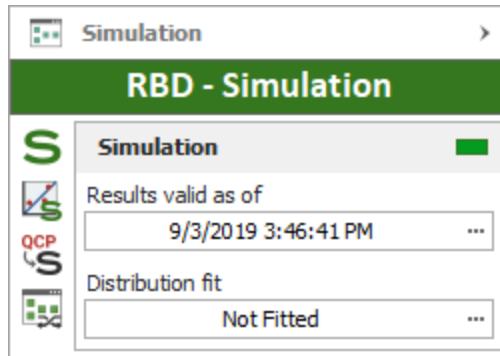 Simulation
RBD - Simulation
S
Simulation
Results valid as of
S
9/3/2019 3:46:41 PM
QCP
S
Distribution fit
Not Fitted